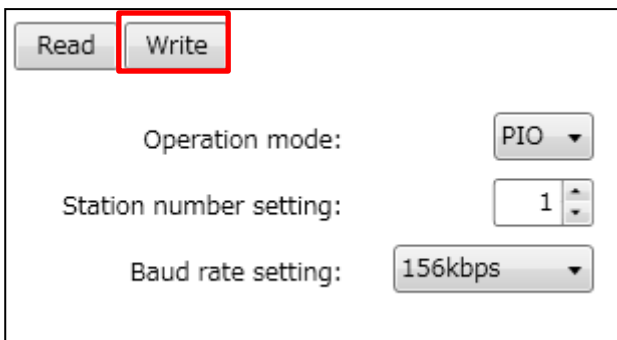 Read Write
Operation mode: PIO
Station number setting: 1
Baud rate setting: 156kbps